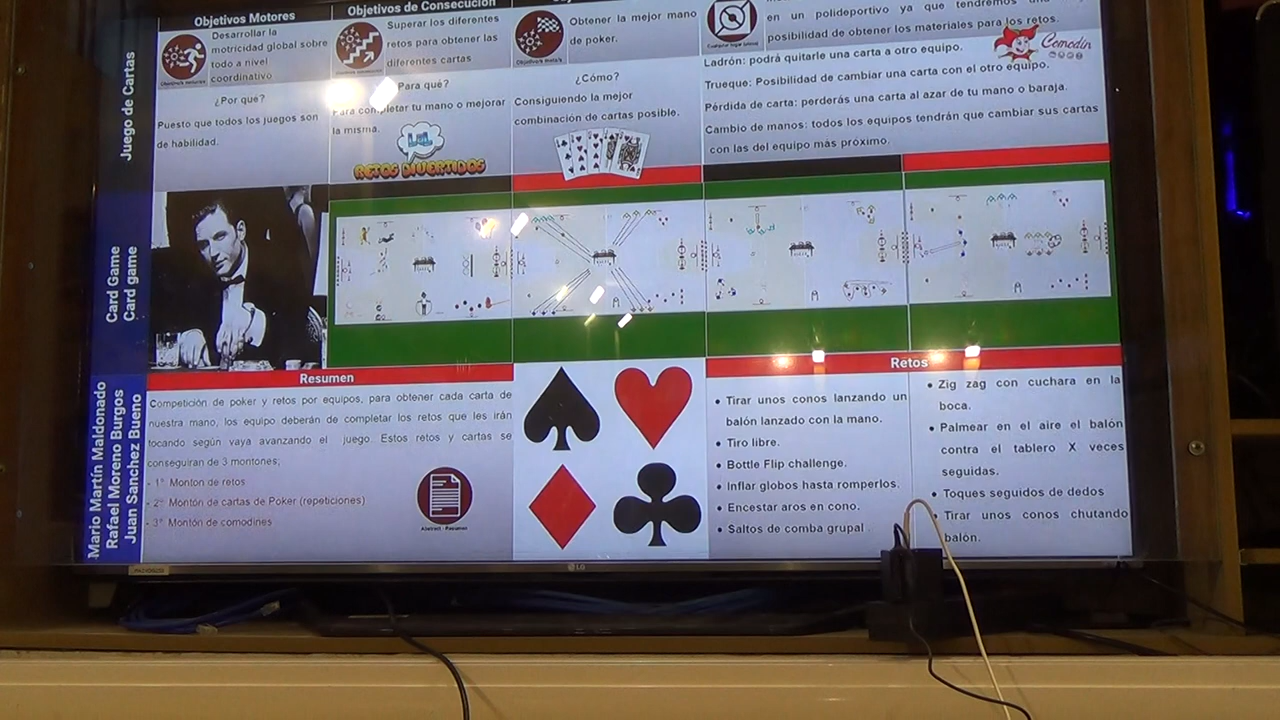 Objetivos Motores
Desarrollar la
motricidad global sobre
todo a nivel
coordinativo
¿Por qué?
Puesto que todos los juegos son
de habilidad.
Objetivos de Consecución
Superar los diferentes
retos para obtener las
diferentes cartas
Para qué?
Para completar tu mano o mejorar
la misma.
LoL
RETOS DIVERTIDOS
Obtener la mejor mano
de poker.
¿Cómo?
Consiguiendo la mejor
combinación de cartas posible.
en un polideportivo ya que tendremos una
posibilidad de obtener los materiales para los retos.
Ladrón: podrá quitarle una carta a otro equipo.
Comodín
Trueque: Posibilidad de cambiar una carta con el otro equipo.
Pérdida de carta: perderás una carta al azar de tu mano o baraja.
Cambio de manos: todos los equipos tendrán que cambiar sus cartas
con las del equipo más próximo.
Juego de Cartas
Card Game
Card game
Mario Martín Maldonado
Rafael Moreno Burgos
Juan Sanchez Bueno
Resumen
Competición de poker y retos por equipos, para obtener cada carta de
nuestra mano, los equipo deberán de completar los retos que les irán
tocando según vaya avanzando el juego. Estos retos y cartas se
conseguiran de 3 montones;
- 1° Monton de retos
- 2° Montón de cartas de Poker (repeticiones)
- 3° Montón de comodines
Abstract - Resumen
Retos
• Tirar unos conos lanzando un
balón lanzado con la mano.
• Tiro libre.
• Bottle Flip challenge.
• Inflar globos hasta romperlos.
• Encestar aros en cono.
• Saltos de comba grupal
• Zig zag con cuchara en la
boca.
• Palmear en el aire el balón
contra el tablero X veces
seguidas.
• Toques seguidos de dedos
• Tirar unos conos chutando
balón.
LG